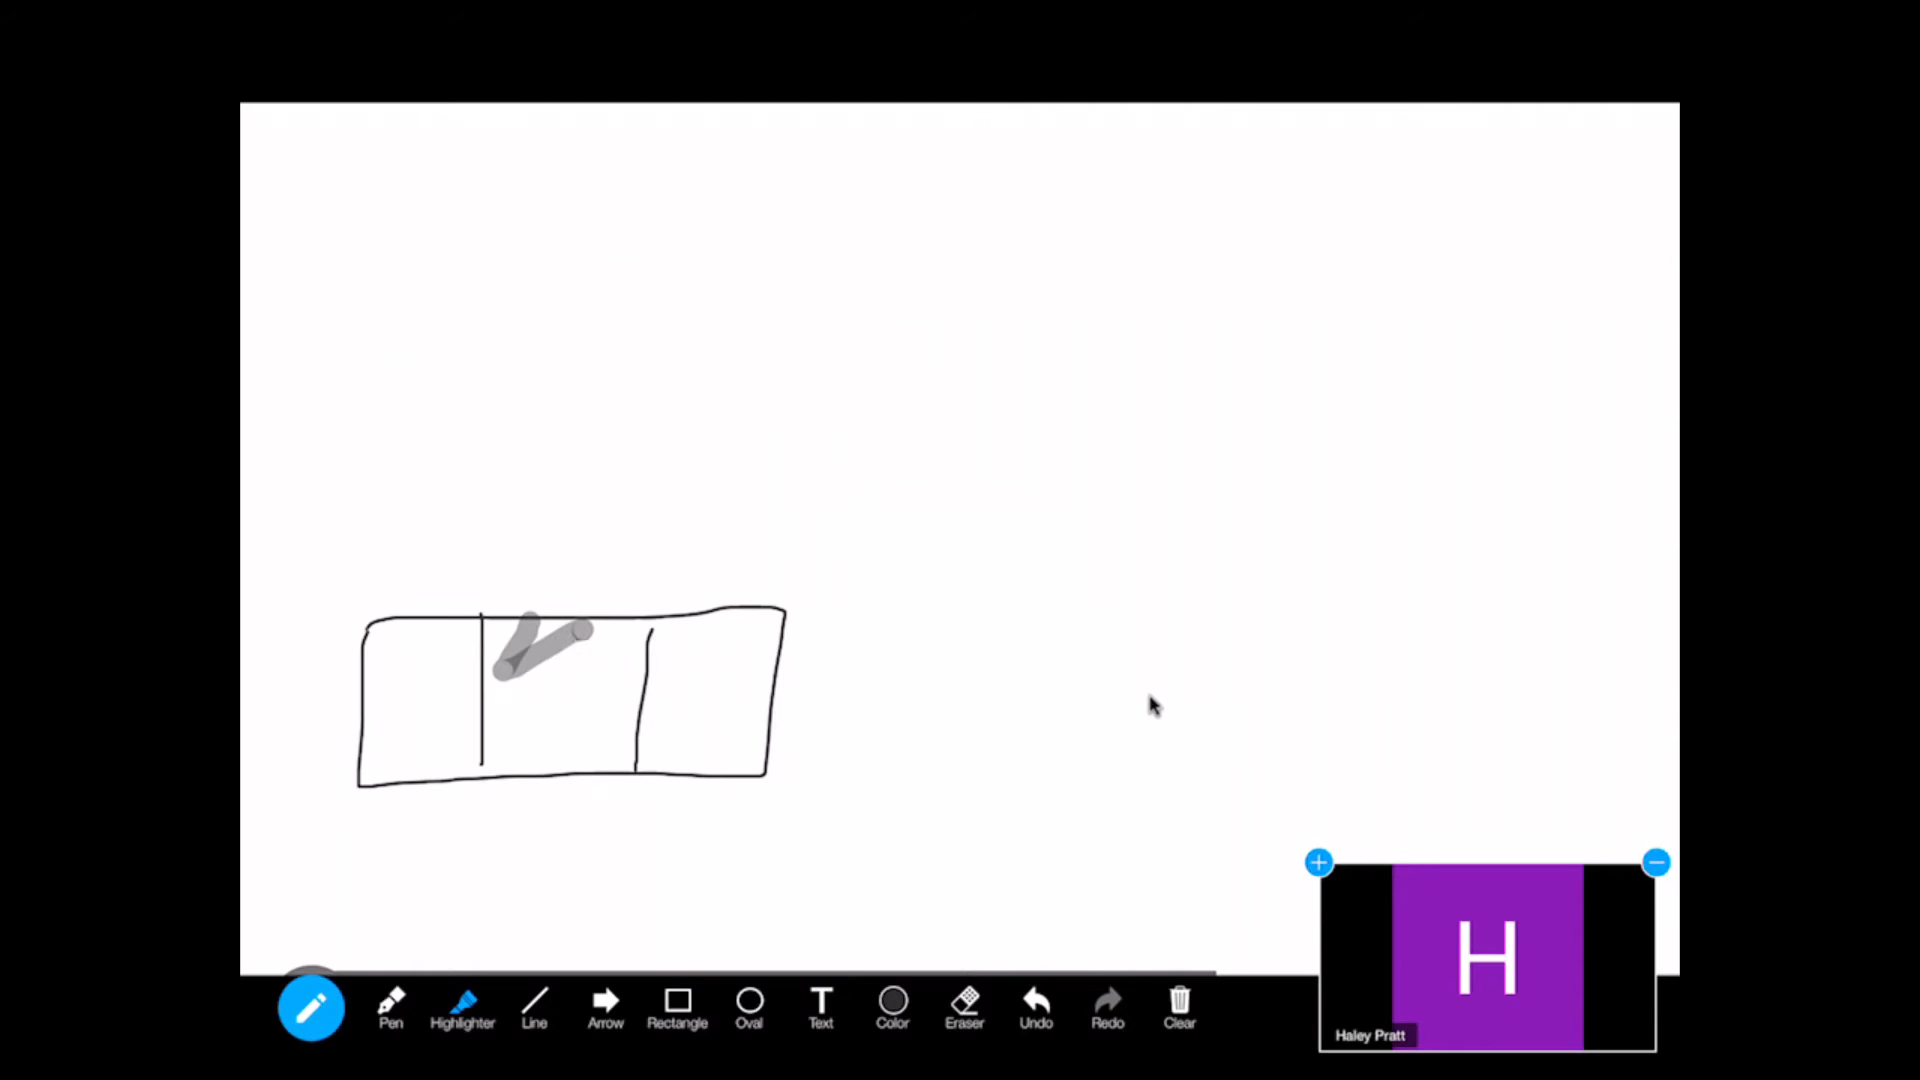 H
Haley Pratt
Pen Highlighter Line Arrow Rectangle Oval Text Color Eraser Undo Redo Clear